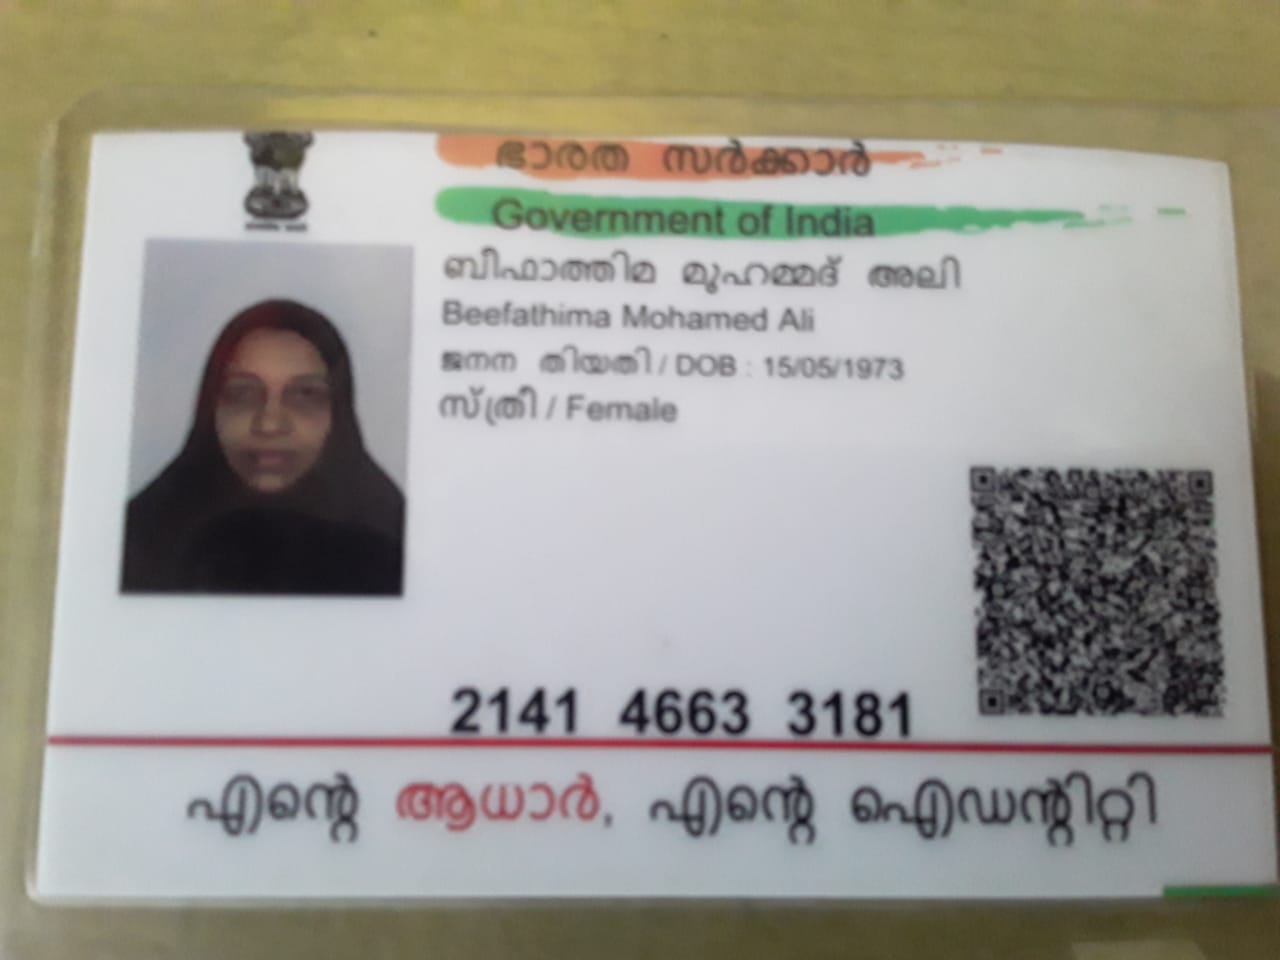 ഭാരത സർക്കാർ
Government of India
ബീഫാത്തിമ മുഹമ്മദ് അലി
Beefathima Mohamed Ali
ജനന തിയതി / DOB : 15/05/1973
സ്ത്രീ / Female
2141 4663 3181
എന്റെ ആധാർ, എന്റെ ഐഡന്റിറ്റി